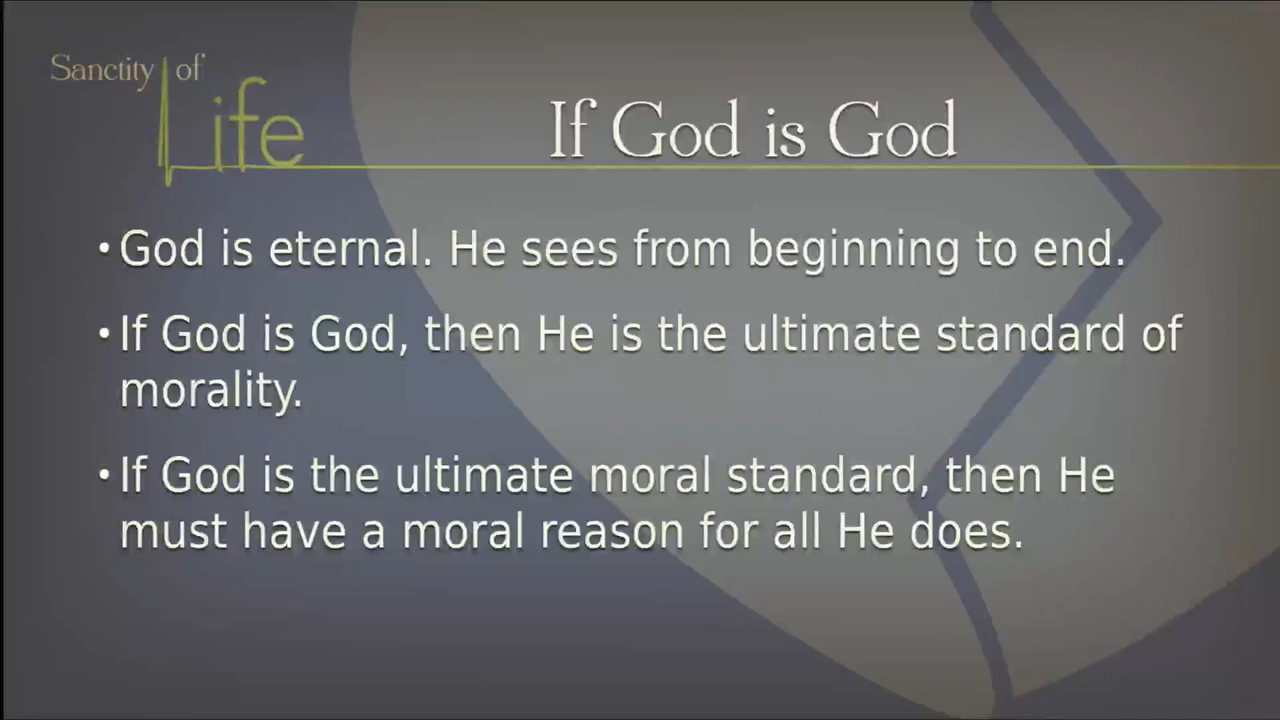 Sanctity of
Life
If God is God
• God is eternal. He sees from beginning to end.
• If God is God, then He is the ultimate standard of
morality.
• If God is the ultimate moral standard, then He
must have a moral reason for all He does.